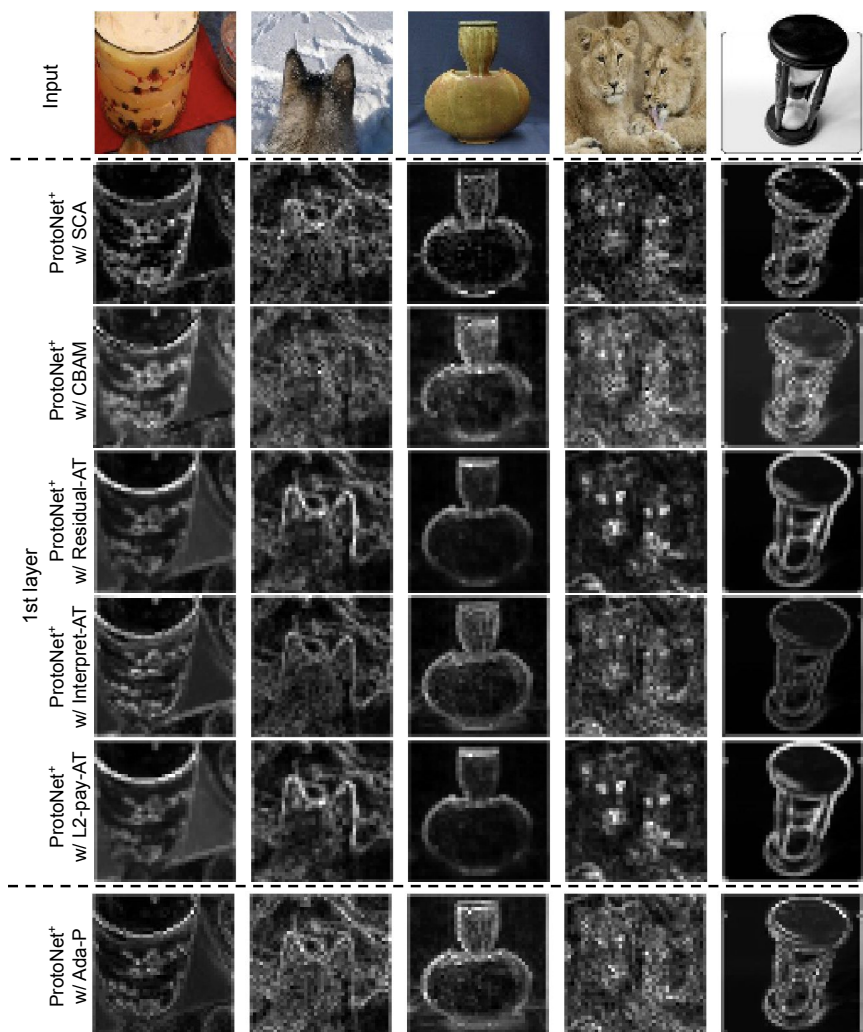 Input
ProtoNet⁺
w/ SCA
ProtoNet⁺
w/ CBAM
1st layer
ProtoNet⁺
w/ Residual-AT
ProtoNet⁺
w/ Interpret-AT
ProtoNet⁺
w/ L2-pay-AT
ProtoNet⁺
w/ Ada-P